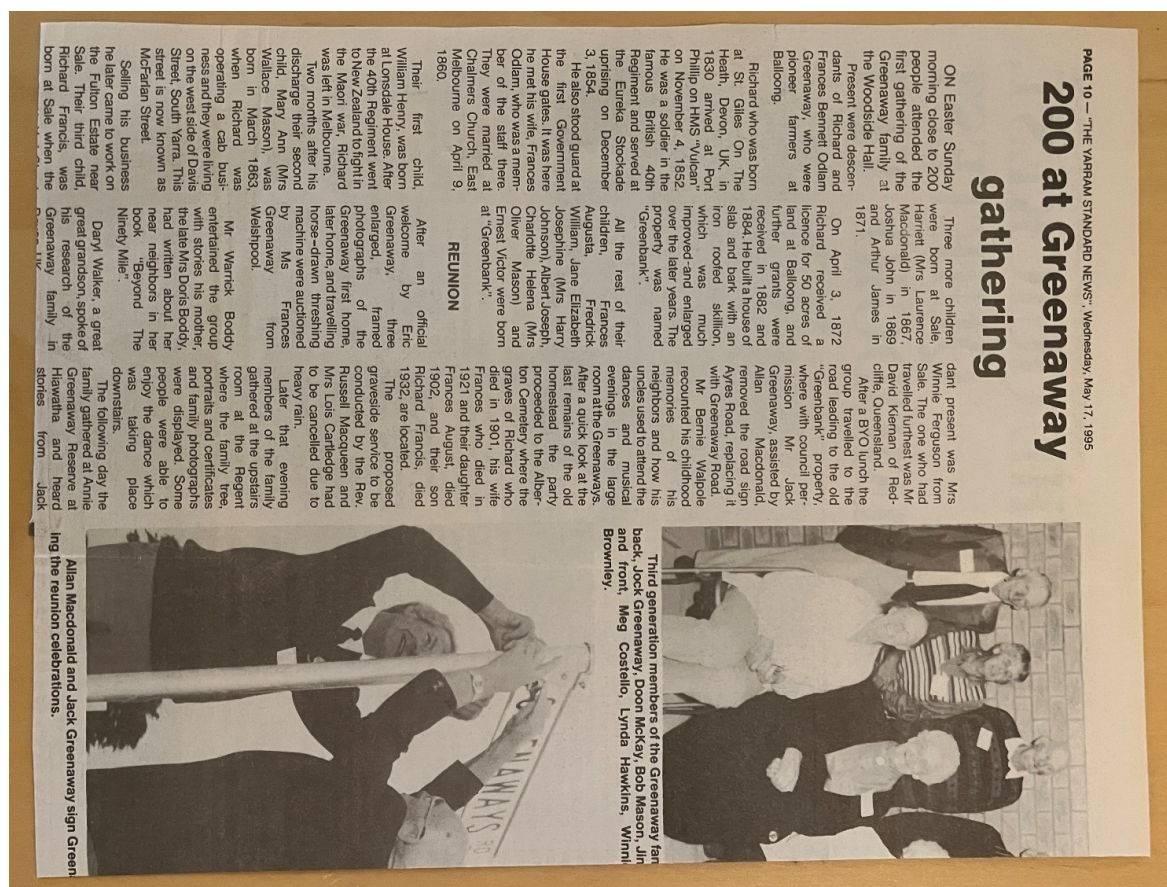 PAGE 10 — "THE YARRAM STANDARD NEWS", Wednesday, May 17, 1995
200 at Greenaway
gathering
ON Easter Sunday
morning close to 200
people attended the
first gathering of the
Greenaway family at
the Woodside Hall.
Present were descen-
dants of Richard and
Frances Bennett Odlam
Greenaway, who were
pioneer farmers at
Balloong.
Richard who was born
at St. Giles On The
Heath, Devon, UK, in
1830 arrived at Port
Phillip on HMS "Vulcan"
on November 4, 1852.
He was a soldier in the
famous British 40th
Regiment and served at
the Eureka Stockade
uprising on December
3, 1854.
He also stood guard at
the first Government
House gates. It was here
he met his wife, Frances
Odlam, who was a mem-
ber of the staff there.
They were married at
Chalmers Church, East
Melbourne on April 9,
1860.
Their first child,
William Henry, was born
at Lonsdale House. After
the 40th Regiment went
to New Zealand to fight in
the Maori war, Richard
was left in Melbourne.
Two months after his
discharge their second
child, Mary Ann (Mrs
Wallace Mason), was
born in March 1863,
when Richard was
operating a cab busi-
ness and they were living
on the west side of Davis
Street, South Yarra. This
street is now known as
McFarlan Street.
Selling his business
he later came to work on
the Fulton Estate near
Sale. Their third child,
Richard Francis, was
born at Sale when the
Three more children
were born at Sale,
Harriett (Mrs Laurence
Macdonald) in 1867,
Joshua John in 1869
and Arthur James in
1871.
On April 3, 1872
Richard received a
licence for 50 acres of
land at Balloong, and
further grants were
received in 1882 and
1884. He built a house of
slab and bark with an
iron roofed skillion,
which was much
improved and enlarged
over the later years. The
property was named
"Greenbank".
All the rest of their
children, Frances
Augusta, Fredrick
William, Jane Elizabeth
Josephine (Mrs Harry
Johnson), Albert Joseph,
Charlotte Helena (Mrs
Oliver Mason) and
Ernest Victor were born
at "Greenbank".
REUNION
After an official
welcome by Eric
Greenaway, three
enlarged, framed
photographs of the
Greenaway first home,
later home, and travelling
horse-drawn threshing
machine were auctioned
by Ms Frances
Greenaway from
Welshpool.
Mr Warrick Boddy
entertained the group
with stories his mother,
the late Mrs Doris Boddy,
had written about her
near neighbors in her
book "Beyond The
Ninety Mile".
Daryl Walker, a great
great grandson, spoke of
his research of the
Greenaway family in
dant present was Mrs
Winnie Ferguson from
Sale. The one who had
travelled furthest was Mr
David Kiernan of Red-
cliffe, Queensland.
After a BYO lunch the
group travelled to the
road leading to the old
"Greenbank" property,
where with council per-
mission Mr Jack
Greenaway, assisted by
Allan Macdonald,
removed the road sign
Ayres Road, replacing it
with Greenaway Road.
Mr Bernie Walpole
recounted his childhood
memories of his
neighbors and how his
uncles used to attend the
dances and musical
evenings in the large
room at the Greenaways.
After a quick look at the
last remains of the old
homestead the party
proceeded to the Alber-
ton Cemetery where the
graves of Richard who
died in 1901, his wife
Frances who died in
1921 and their daughter
Frances August, died
1902, and their son
Richard Francis, died
1932, are located.
The proposed
graveside service to be
conducted by the Rev.
Russell Macqueen and
Mrs Lois Cartledge had
to be cancelled due to
heavy rain.
Later that evening
members of the family
gathered at the upstairs
room at the Regent
where the family tree,
portraits and certificates
and family photographs
were displayed. Some
people were able to
enjoy the dance which
was taking place
downstairs.
The following day the
family gathered at Annie
Greenaway Reserve at
Hiawatha and heard
stories from Jack
Third generation members of the Greenaway fam
back, Jock Greenaway, Doon McKay, Bob Mason, Jim
and front, Meg Costello, Lynda Hawkins, Winni
Brownley.
ENAWAYS RD
Allan Macdonald and Jack Greenaway sign Green
ing the reunion celebrations.